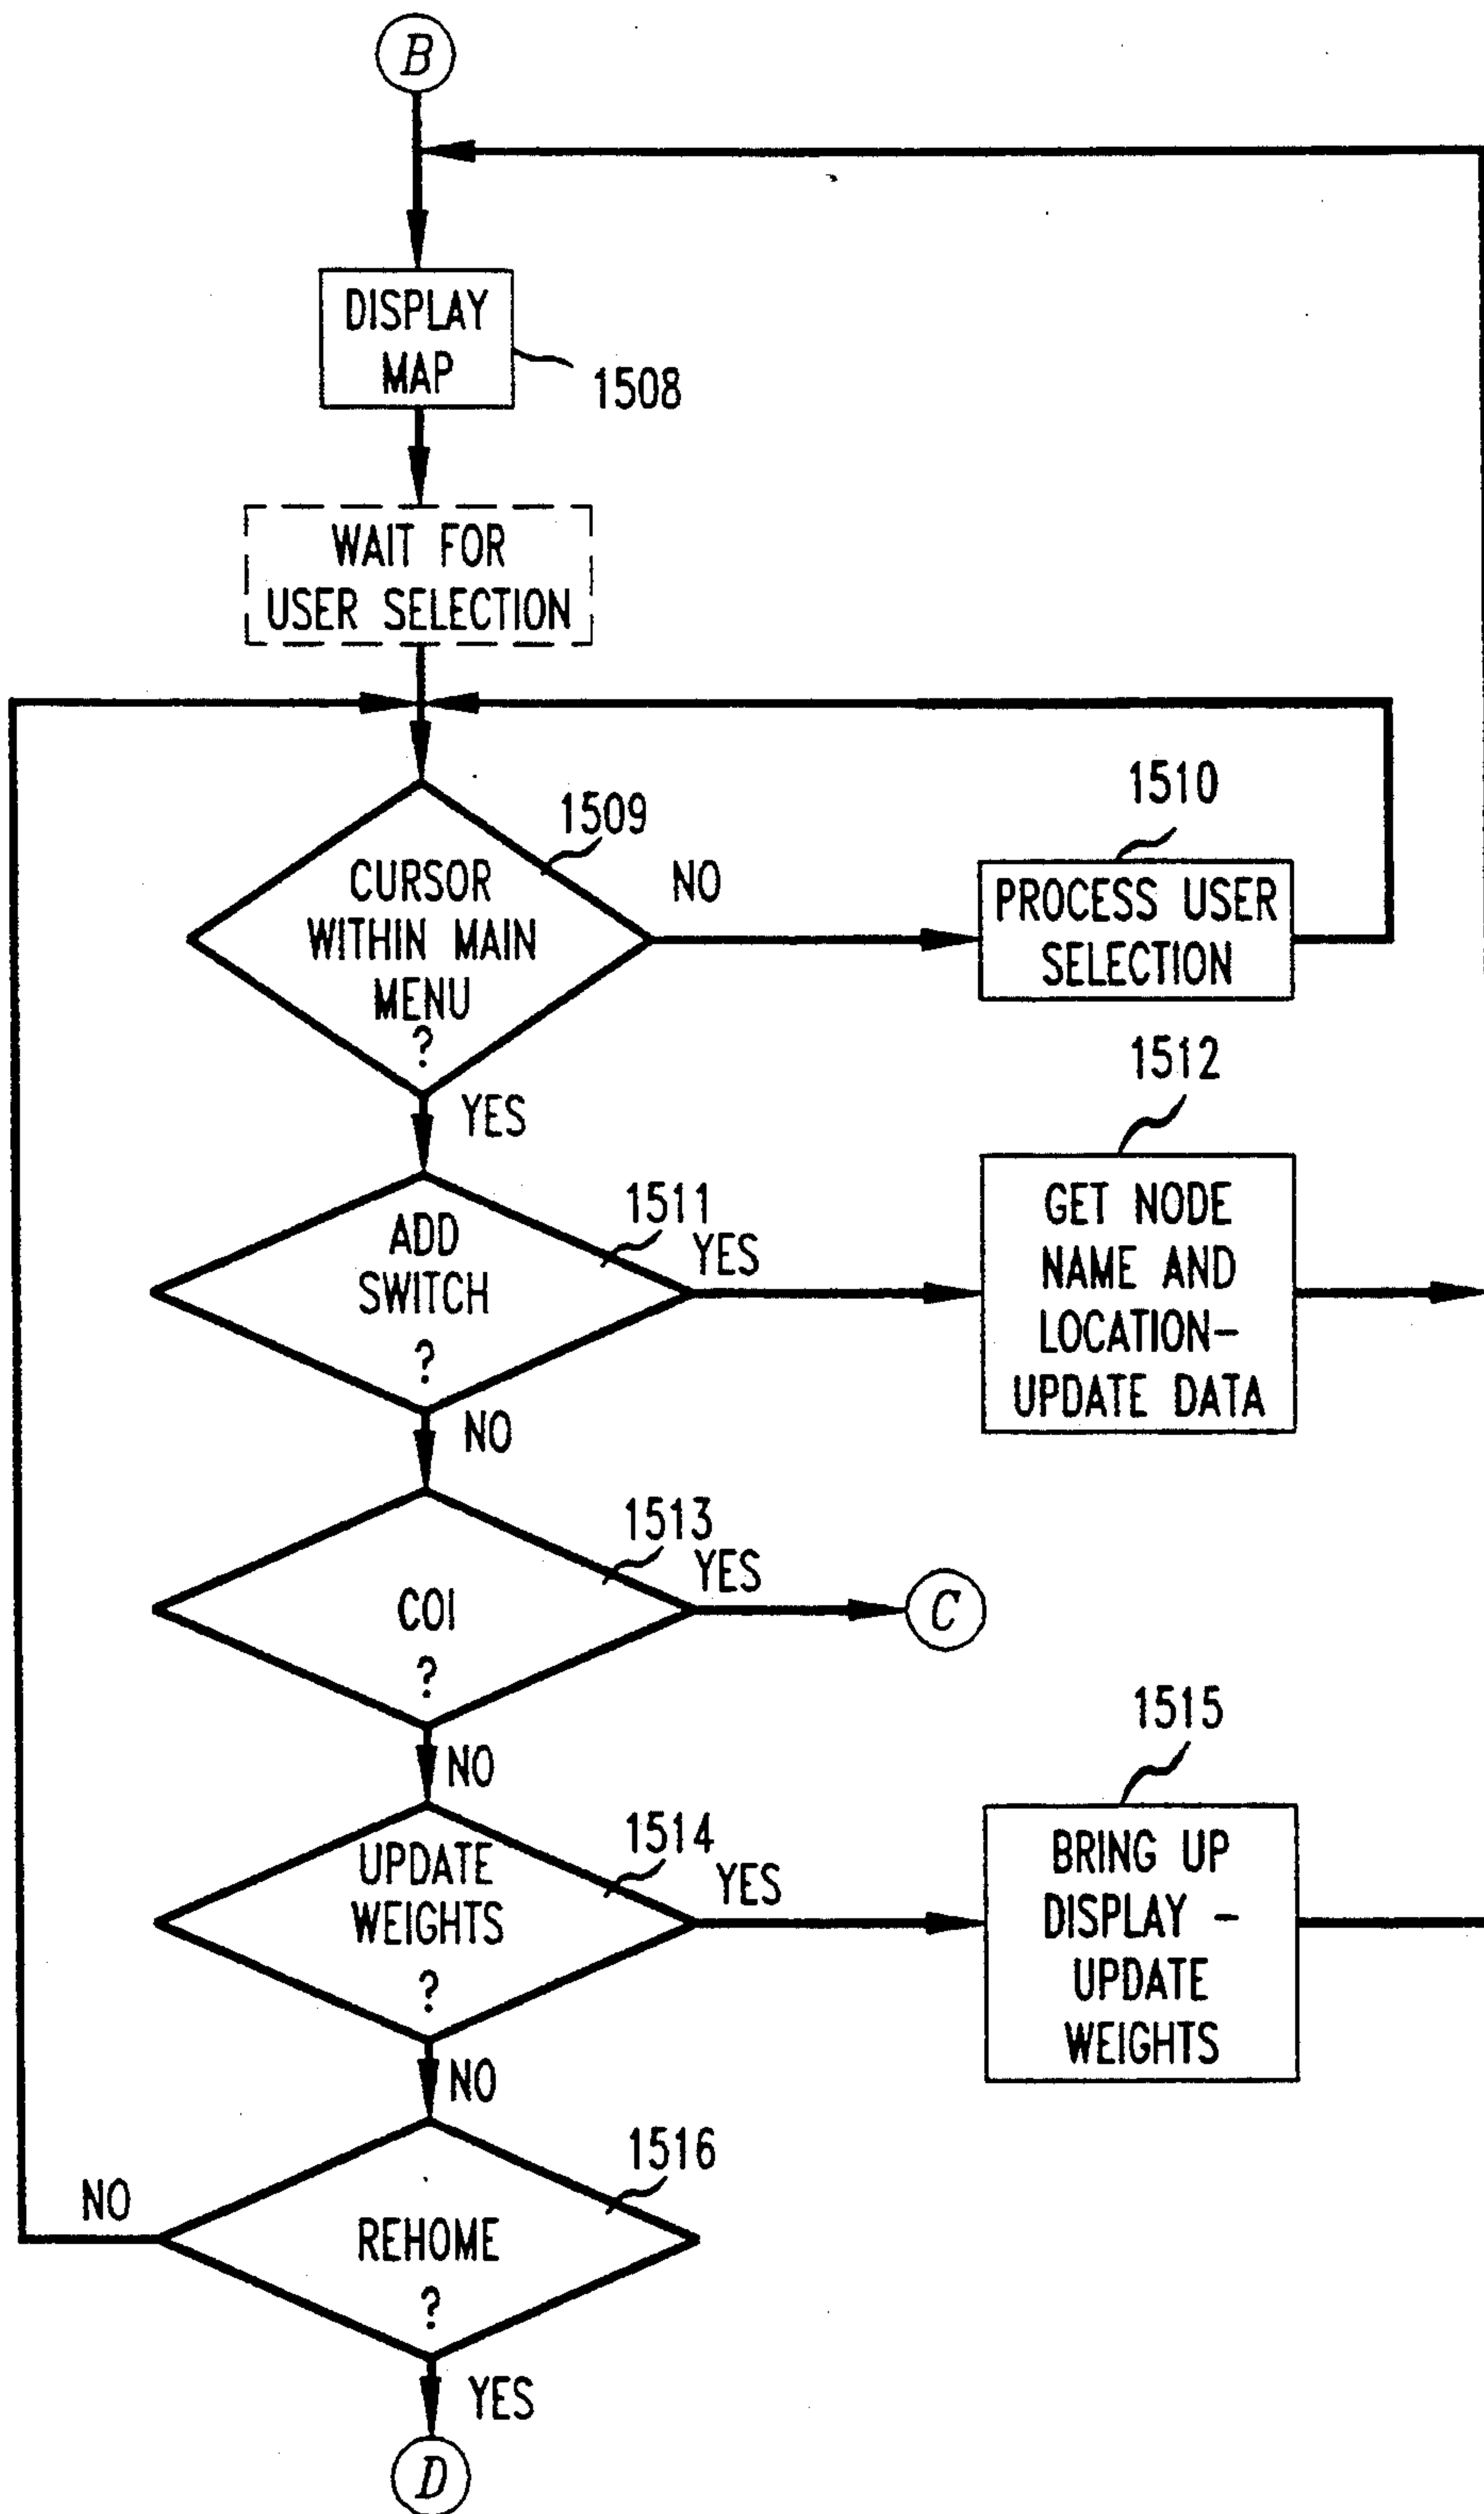 B
DISPLAY
MAP
1508
WAIT FOR
USER SELECTION
1509
CURSOR
WITHIN MAIN
MENU
?
NO
1510
PROCESS USER
SELECTION
YES
1511
ADD
SWITCH
?
YES
1512
GET NODE
NAME AND
LOCATION-
UPDATE DATA
NO
1513
COI
?
YES
C
NO
1514
UPDATE
WEIGHTS
?
YES
1515
BRING UP
DISPLAY -
UPDATE
WEIGHTS
NO
1516
REHOME
?
NO
YES
D